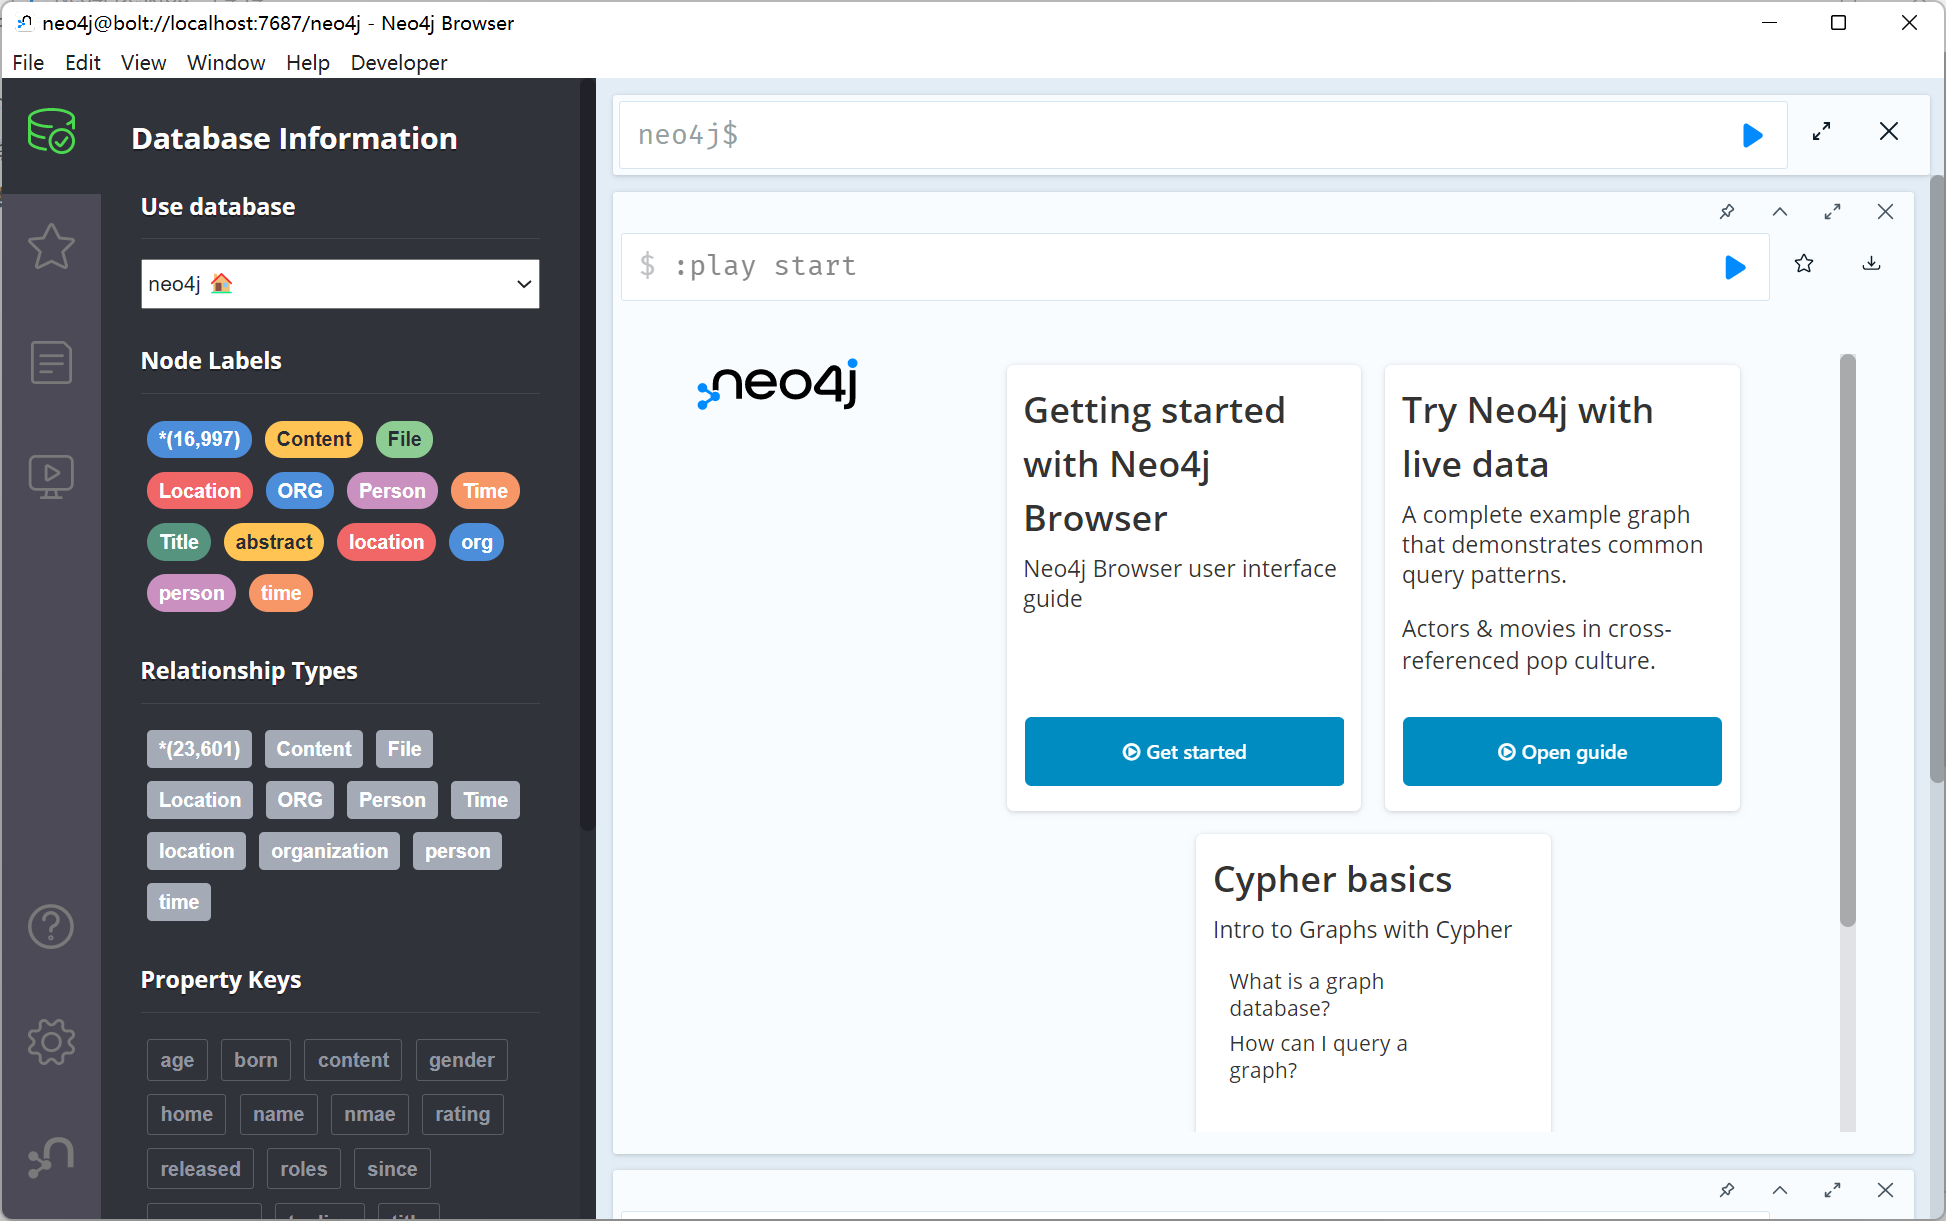 neo4j@bolt://localhost:7687/neo4j - Neo4j Browser
File Edit View Window Help Developer
Database Information
Use database
neo4j
Node Labels
*(16,997) Content File
Location ORG Person Time
Title abstract location org
person time
Relationship Types
*(23,601) Content File
Location ORG Person Time
location organization person
time
Property Keys
age born content gender
home name nmae rating
released roles since
neo4j$
$ :play start
neo4j
Getting started
with Neo4j
Browser
Neo4j Browser user interface
guide
Get started
Try Neo4j with
live data
A complete example graph
that demonstrates common
query patterns.
Actors & movies in cross-
referenced pop culture.
Open guide
Cypher basics
Intro to Graphs with Cypher
What is a graph
database?
How can I query a
graph?